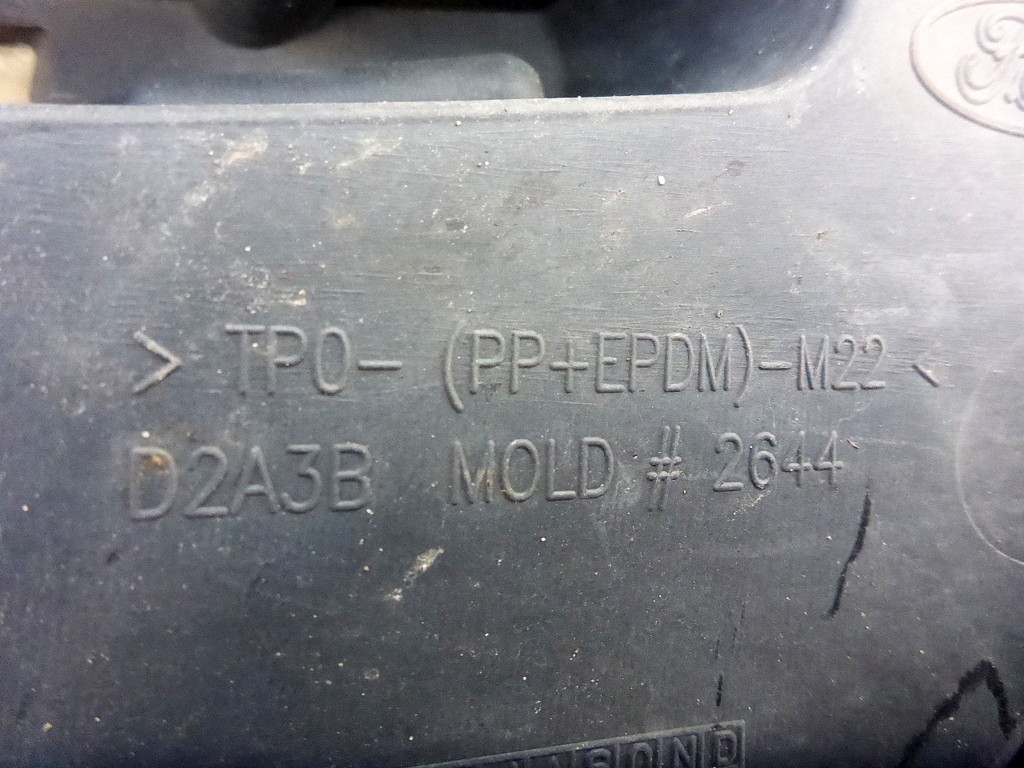 > TPO- (PP+EPDM)-M22 <
D2A3B MOLD # 2644